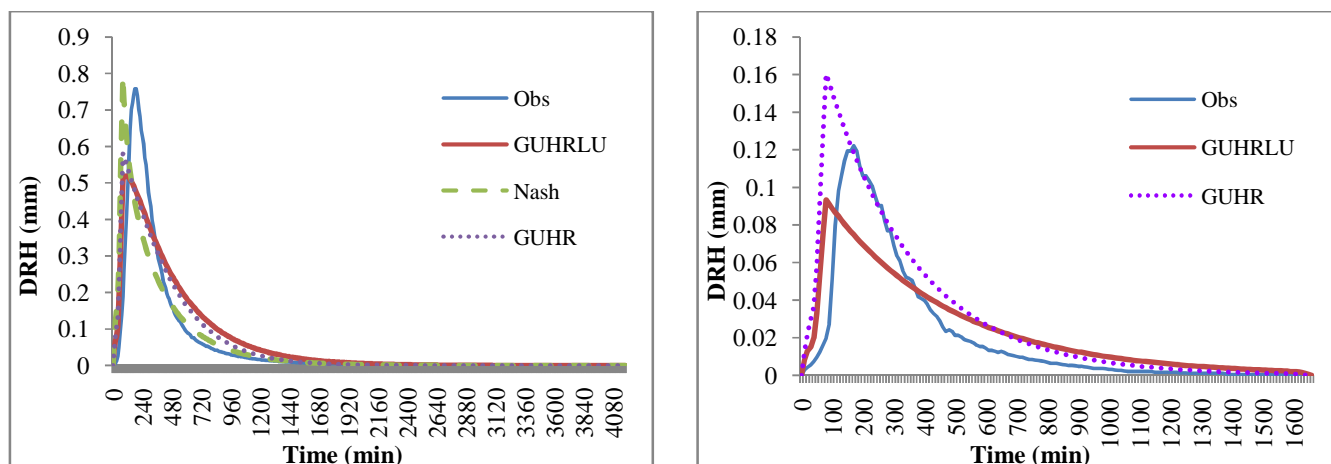 0.9
0.8
0.7
0.6
0.5
0.4
0.3
0.2
0.1
0
DRH (mm)
Obs
GUHRLU
Nash
GUHR
0 240 480 720 960 1200 1440 1680 1920 2160 2400 2640 2880 3120 3360 3600 3840 4080
Time (min)
0.18
0.16
0.14
0.12
0.1
0.08
0.06
0.04
0.02
0
DRH (mm)
Obs
GUHRLU
GUHR
0 100 200 300 400 500 600 700 800 900 1000 1100 1200 1300 1400 1500 1600
Time (min)